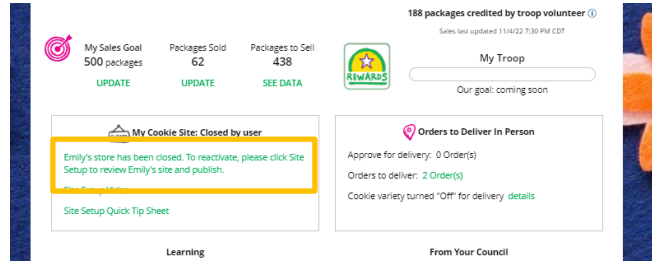 188 packages credited by troop volunteer
Sales last updated 11/4/22 7:30 PM CDT
My Sales Goal
500 packages
UPDATE
Packages Sold
62
UPDATE
Packages to Sell
438
SEE DATA
REWARDS
My Troop
Our goal: coming soon
My Cookie Site: Closed by user
Emily's store has been closed. To reactivate, please click Site
Setup to review Emily's site and publish.
Site Setup Quick Tip Sheet
Orders to Deliver In Person
Approve for delivery: 0 Order(s)
Orders to deliver: 2 Order(s)
Cookie variety turned "Off" for delivery details
Learning
From Your Council